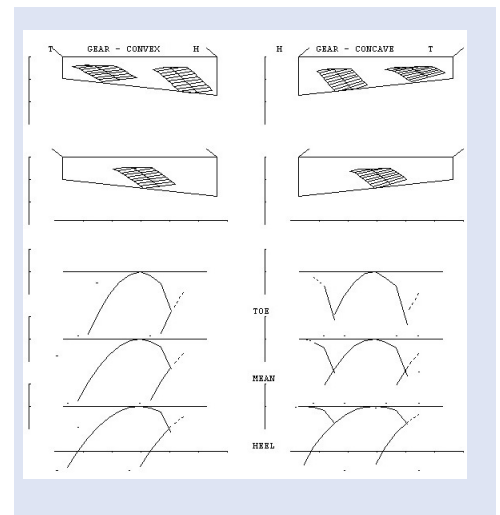 T GEAR - CONVEX H H GEAR - CONCAVE T
TOE
MEAN
HEEL